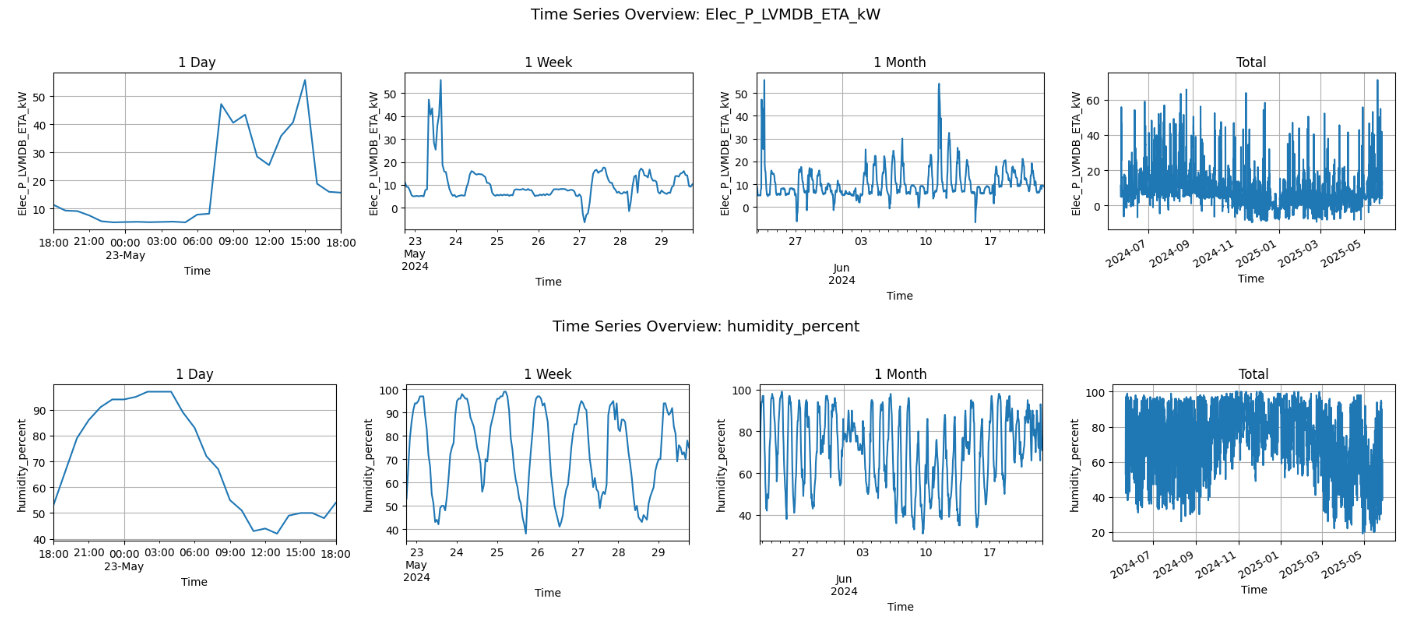 Time Series Overview: Elec_P_LVMDB_ETA_kW
1 Day
Elec_P_LVMDB_ETA_kW
50
40
30
20
10
18:00 21:00 00:00 03:00 06:00 09:00 12:00 15:00 18:00
23-May
Time
1 Week
Elec_P_LVMDB_ETA_kW
50
40
30
20
10
0
23 24 25 26 27 28 29
May
2024
Time
1 Month
Elec_P_LVMDB_ETA_kW
50
40
30
20
10
0
27 03 10 17
Jun
2024
Time
Total
Elec_P_LVMDB_ETA_kW
60
40
20
0
2024-07 2024-09 2024-11 2025-01 2025-03 2025-05
Time
Time Series Overview: humidity_percent
1 Day
humidity_percent
90
80
70
60
50
40
18:00 21:00 00:00 03:00 06:00 09:00 12:00 15:00 18:00
23-May
Time
1 Week
humidity_percent
100
90
80
70
60
50
40
23 24 25 26 27 28 29
May
2024
Time
1 Month
humidity_percent
100
80
60
40
27 03 10 17
Jun
2024
Time
Total
humidity_percent
100
80
60
40
20
2024-07 2024-09 2024-11 2025-01 2025-03 2025-05
Time